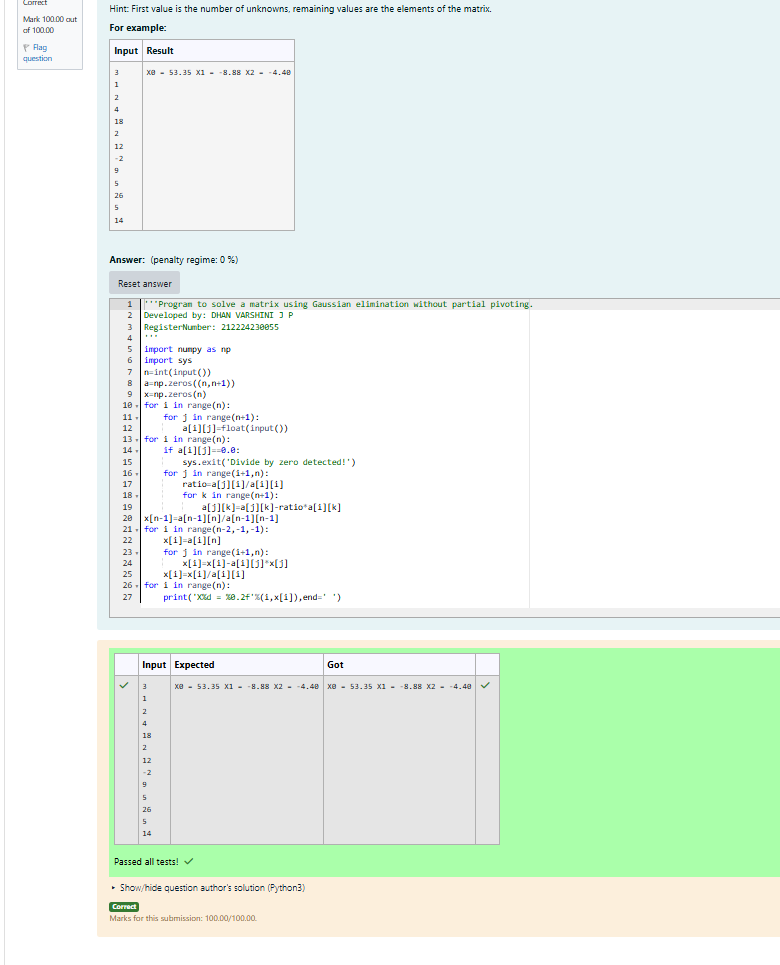 Correct
Mark 100.00 out
of 100.00
Flag
question
Hint: First value is the number of unknowns, remaining values are the elements of the matrix.
For example:
Input Result
3 X0 = 53.35 X1 = -8.88 X2 = -4.40
1
2
4
18
2
12
-2
9
5
26
5
14
Answer: (penalty regime: 0 %)
Reset answer
1 '''Program to solve a matrix using Gaussian elimination without partial pivoting.
2 Developed by: DHAN VARSHINI J P
3 RegisterNumber: 212224230055
4 '''
5 import numpy as np
6 import sys
7 n=int(input())
8 a=np.zeros((n,n+1))
9 x=np.zeros(n)
10 for i in range(n):
11     for j in range(n+1):
12         a[i][j]=float(input())
13 for i in range(n):
14     if a[i][j]==0.0:
15         sys.exit('Divide by zero detected!')
16     for j in range(i+1,n):
17         ratio=a[j][i]/a[i][i]
18         for k in range(n+1):
19             a[j][k]=a[j][k]-ratio*a[i][k]
20 x[n-1]=a[n-1][n]/a[n-1][n-1]
21 for i in range(n-2,-1,-1):
22     x[i]=a[i][n]
23     for j in range(i+1,n):
24         x[i]=x[i]-a[i][j]*x[j]
25     x[i]=x[i]/a[i][i]
26 for i in range(n):
27     print('X%d = %0.2f'%(i,x[i]),end=' ')
Input Expected Got
3 X0 = 53.35 X1 = -8.88 X2 = -4.40 X0 = 53.35 X1 = -8.88 X2 = -4.40
1
2
4
18
2
12
-2
9
5
26
5
14
Passed all tests!
Show/hide question author's solution (Python3)
Correct
Marks for this submission: 100.00/100.00.